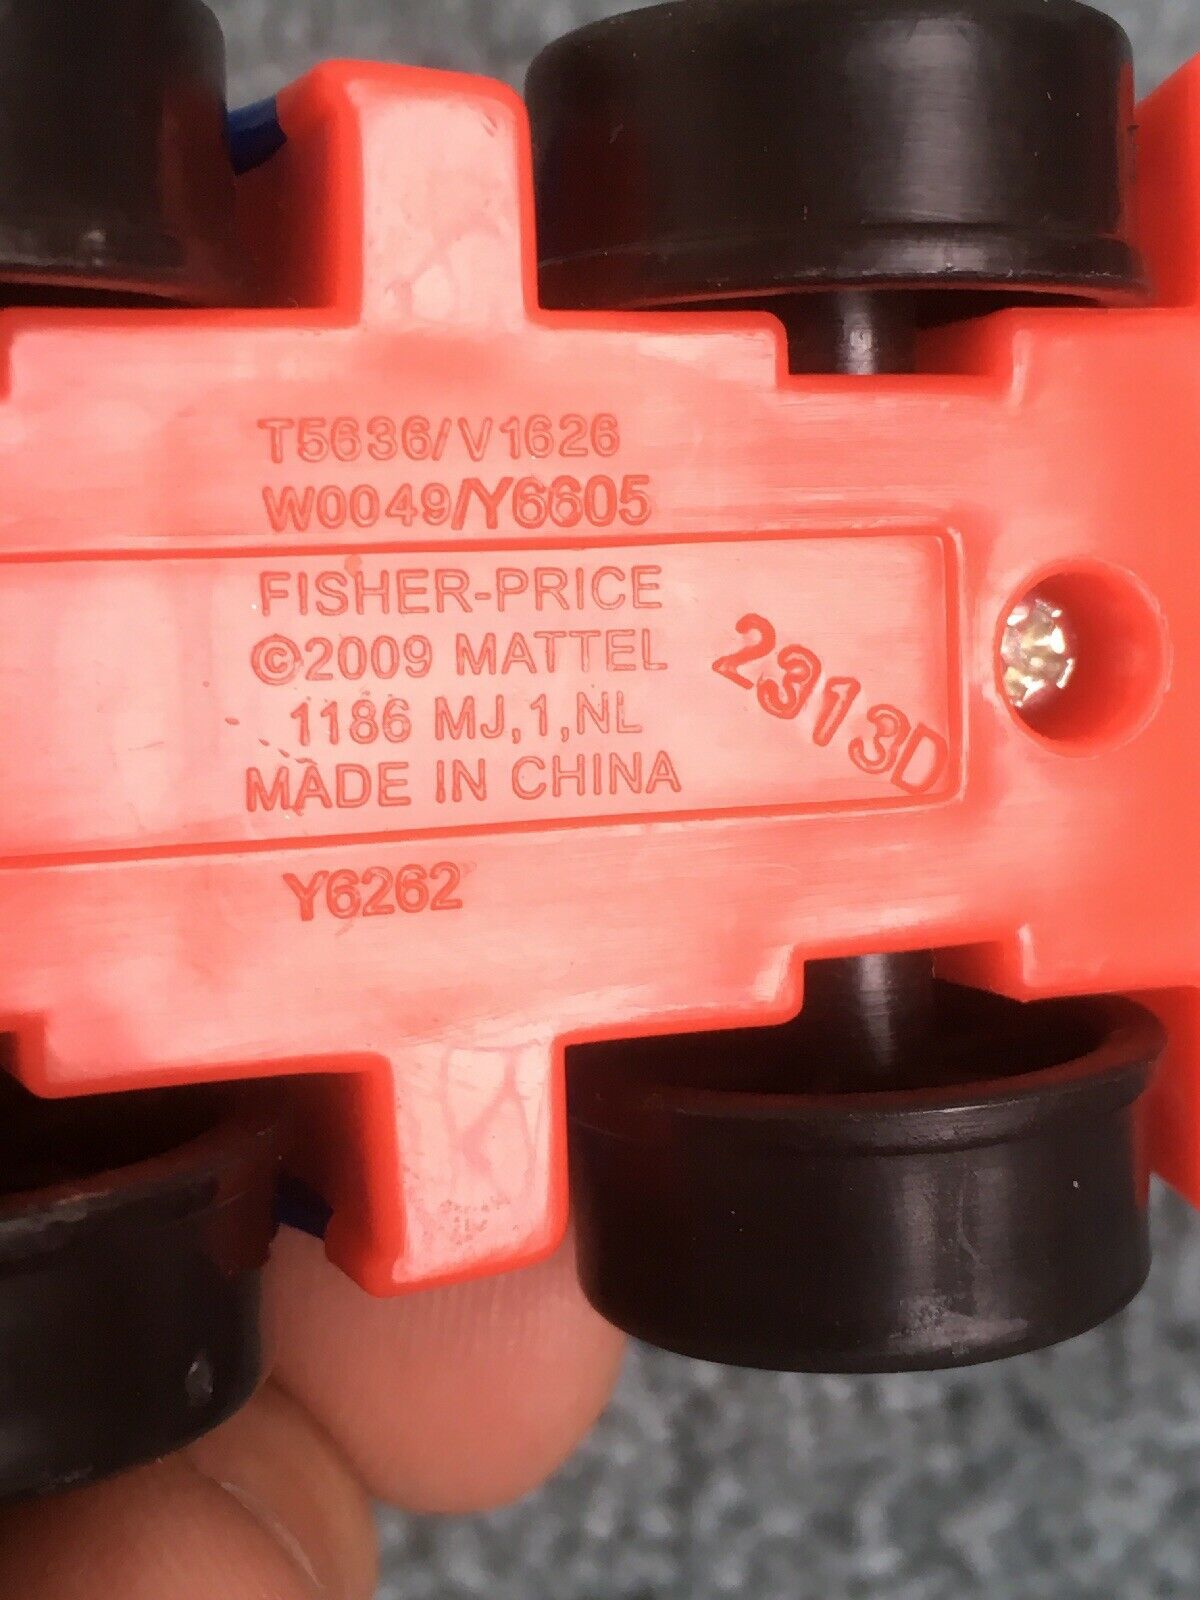 T5636/V1626
W0049/Y6605
FISHER-PRICE
©2009 MATTEL
1186 MJ,1,NL
MADE IN CHINA
2313D
Y6262